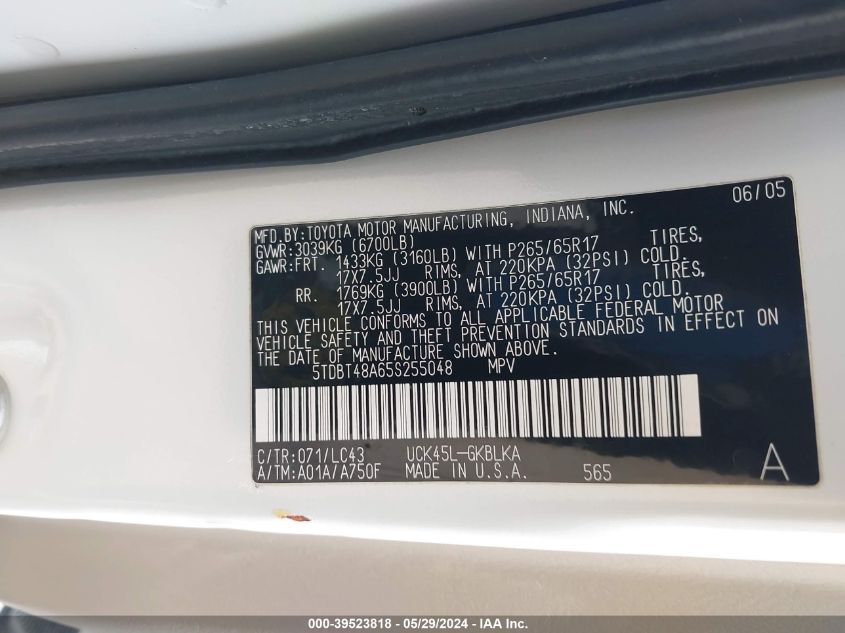 06/05
MFD.BY:TOYOTA MOTOR MANUFACTURING, INDIANA, INC.
GVWR:3039KG (6700LB)
GAWR:FRT. 1433KG (3160LB) WITH P265/65R17 TIRES,
17X7.5JJ RIMS, AT 220KPA (32PSI) COLD.
RR. 1769KG (3900LB) WITH P265/65R17 TIRES,
17X7.5JJ RIMS, AT 220KPA (32PSI) COLD.
THIS VEHICLE CONFORMS TO ALL APPLICABLE FEDERAL MOTOR
VEHICLE SAFETY AND THEFT PREVENTION STANDARDS IN EFFECT ON
THE DATE OF MANUFACTURE SHOWN ABOVE.
5TDBT48A65S255048 MPV
C/TR:071/LC43 UCK45L-GKBLKA
A/TM:A01A/A750F MADE IN U.S.A. 565 A
000-39523818 - 05/29/2024 - IAA Inc.